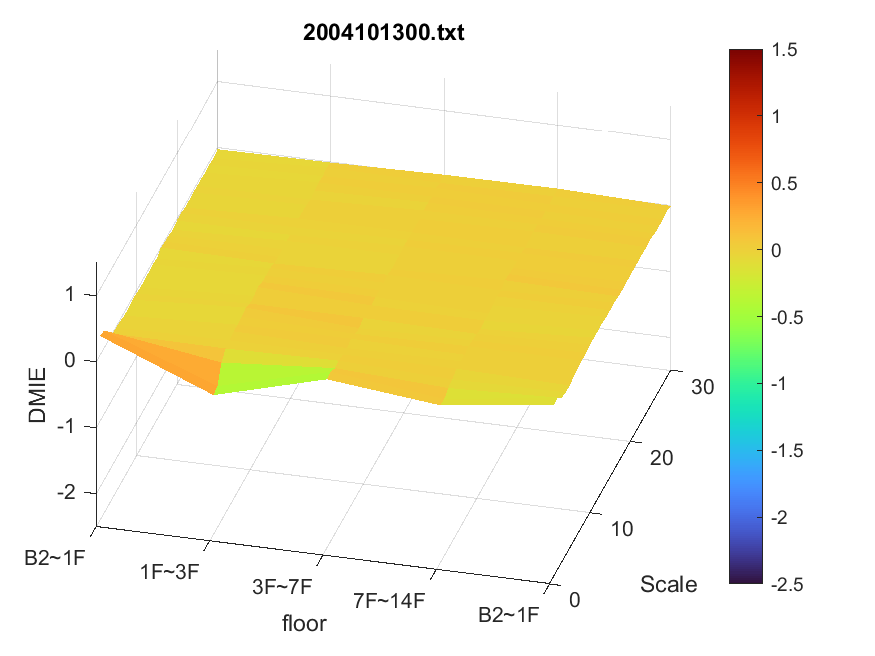 2004101300.txt
1.5
1
0.5
0
-0.5
-1
-1.5
-2
-2.5
DMIE
1
0
-1
-2
B2~1F
1F~3F
3F~7F
7F~14F
B2~1F
floor
0
10
20
30
Scale